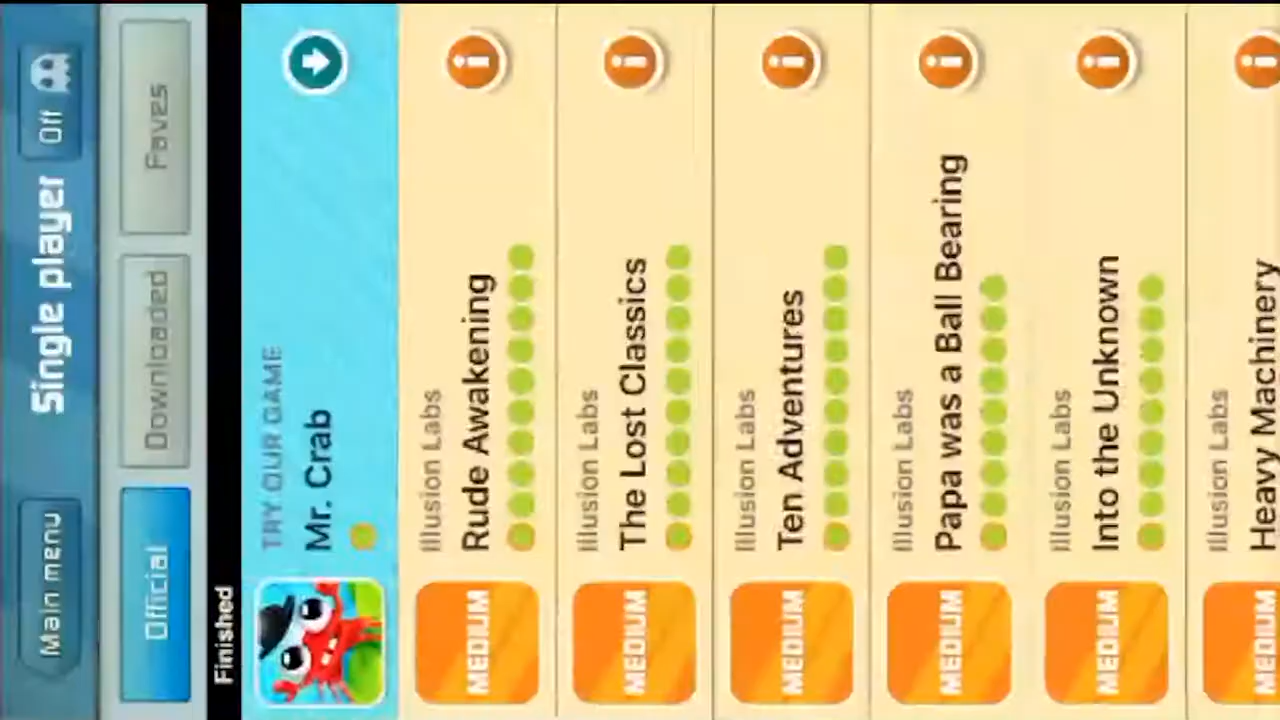 Main menu
Single player
Off
Official
Downloaded
Faves
Finished
TRY OUR GAME
Mr. Crab
MEDIUM
Illusion Labs
Rude Awakening
MEDIUM
Illusion Labs
The Lost Classics
MEDIUM
Illusion Labs
Ten Adventures
MEDIUM
Illusion Labs
Papa was a Ball Bearing
MEDIUM
Illusion Labs
Into the Unknown
MEDIUM
Illusion Labs
Heavy Machinery